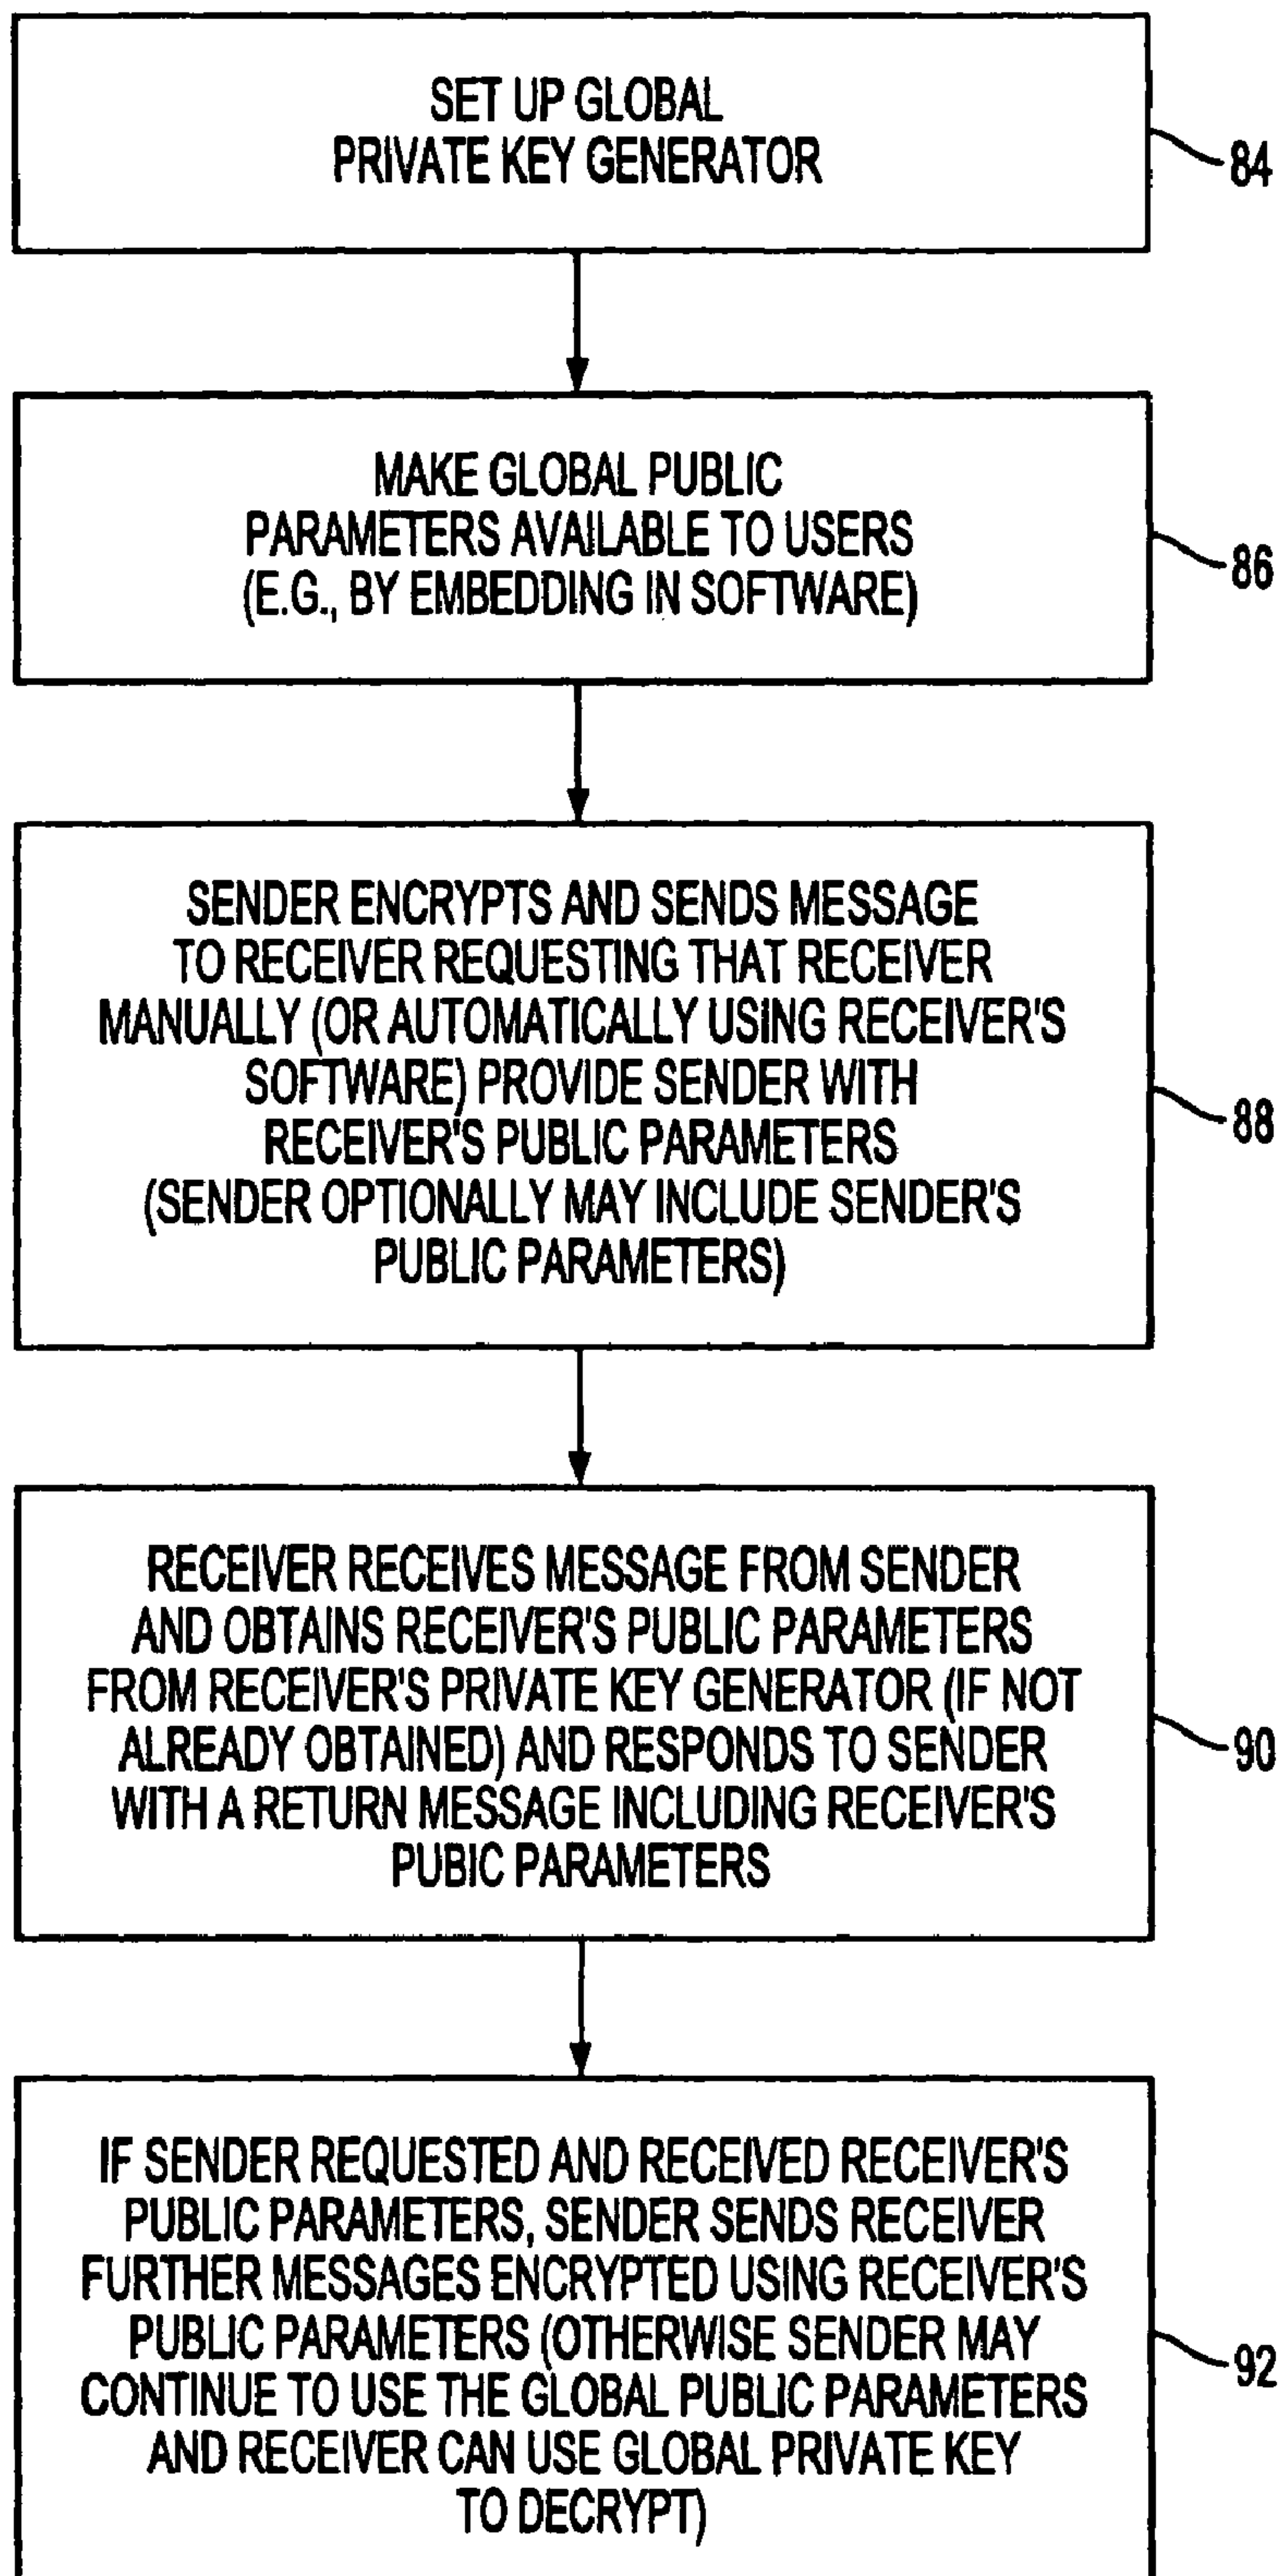 SET UP GLOBAL
PRIVATE KEY GENERATOR
84
MAKE GLOBAL PUBLIC
PARAMETERS AVAILABLE TO USERS
(E.G., BY EMBEDDING IN SOFTWARE)
86
SENDER ENCRYPTS AND SENDS MESSAGE
TO RECEIVER REQUESTING THAT RECEIVER
MANUALLY (OR AUTOMATICALLY USING RECEIVER'S
SOFTWARE) PROVIDE SENDER WITH
RECEIVER'S PUBLIC PARAMETERS
(SENDER OPTIONALLY MAY INCLUDE SENDER'S
PUBLIC PARAMETERS)
88
RECEIVER RECEIVES MESSAGE FROM SENDER
AND OBTAINS RECEIVER'S PUBLIC PARAMETERS
FROM RECEIVER'S PRIVATE KEY GENERATOR (IF NOT
ALREADY OBTAINED) AND RESPONDS TO SENDER
WITH A RETURN MESSAGE INCLUDING RECEIVER'S
PUBIC PARAMETERS
90
IF SENDER REQUESTED AND RECEIVED RECEIVER'S
PUBLIC PARAMETERS, SENDER SENDS RECEIVER
FURTHER MESSAGES ENCRYPTED USING RECEIVER'S
PUBLIC PARAMETERS (OTHERWISE SENDER MAY
CONTINUE TO USE THE GLOBAL PUBLIC PARAMETERS
AND RECEIVER CAN USE GLOBAL PRIVATE KEY
TO DECRYPT)
92